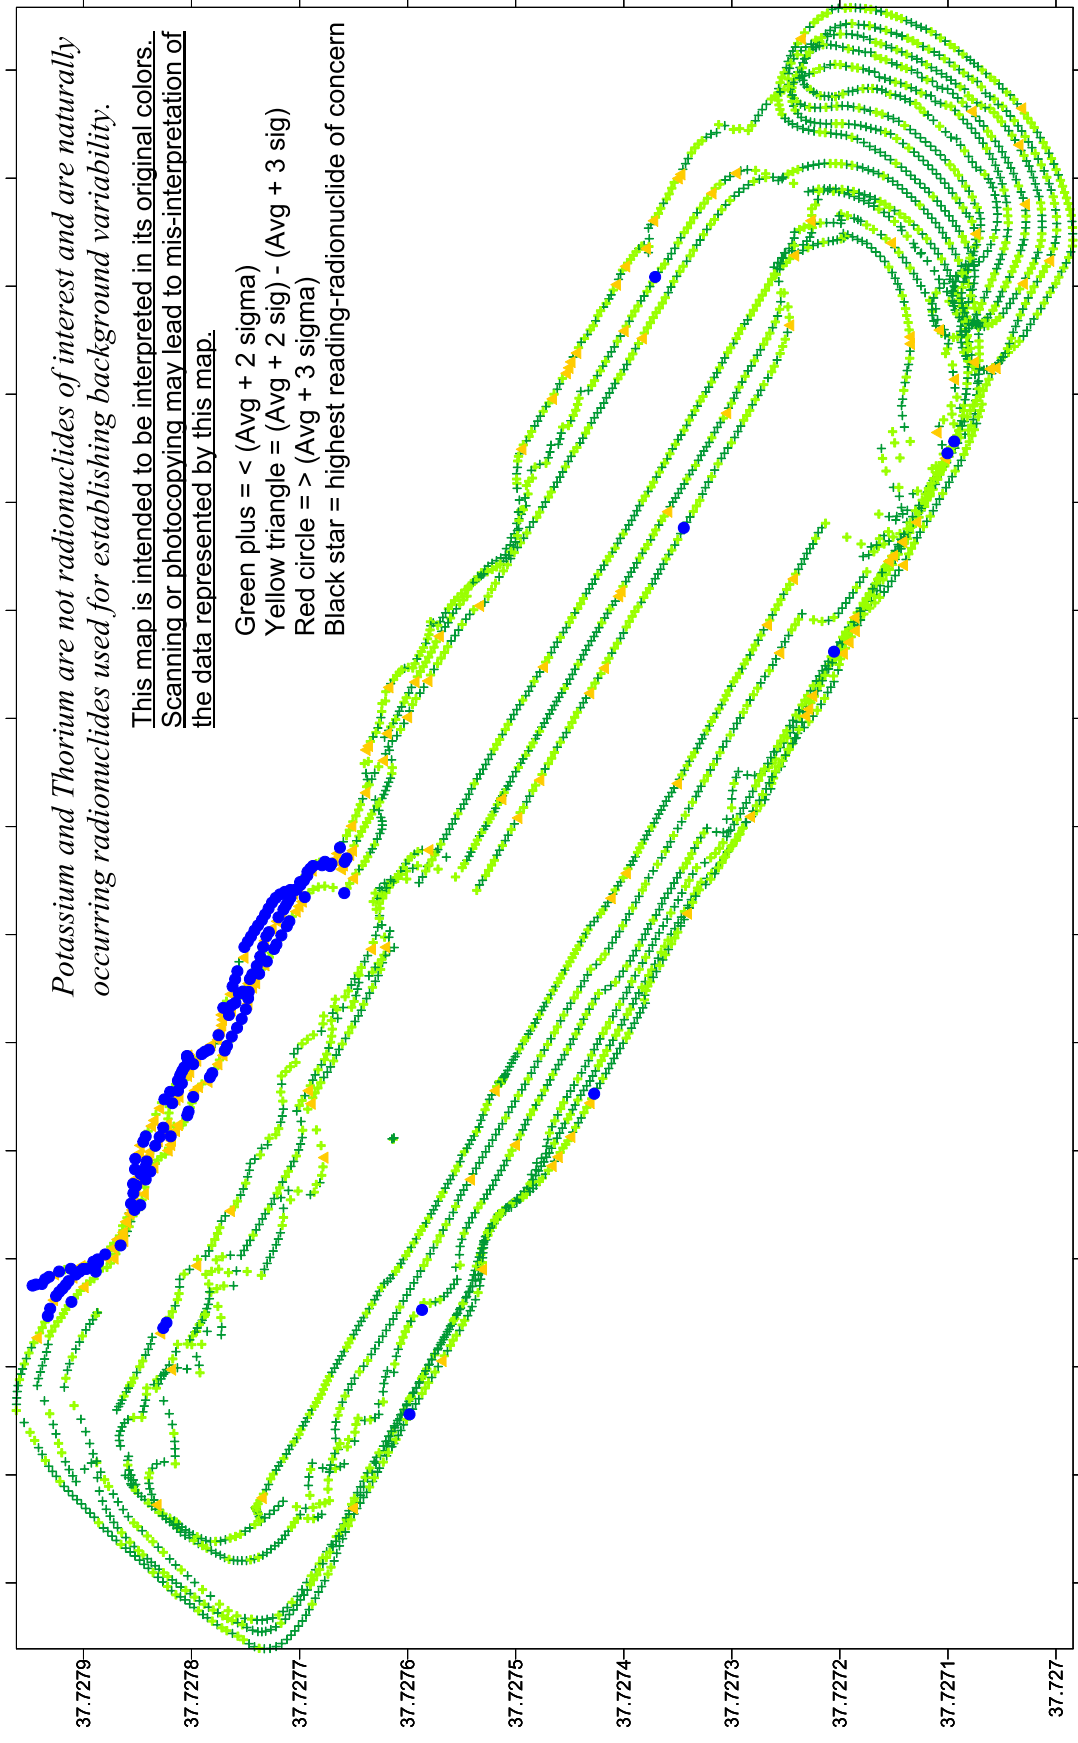 Potassium and Thorium are not radionuclides of interest and are naturally
occurring radionuclides used for establishing background variability.
This map is intended to be interpreted in its original colors.
Scanning or photocopying may lead to mis-interpretation of
the data represented by this map.
Green plus = < (Avg + 2 sigma)
Yellow triangle = (Avg + 2 sig) - (Avg + 3 sig)
Red circle = > (Avg + 3 sigma)
Black star = highest reading-radionuclide of concern
37.7279
37.7278
37.7277
37.7276
37.7275
37.7274
37.7273
37.7272
37.7271
37.727